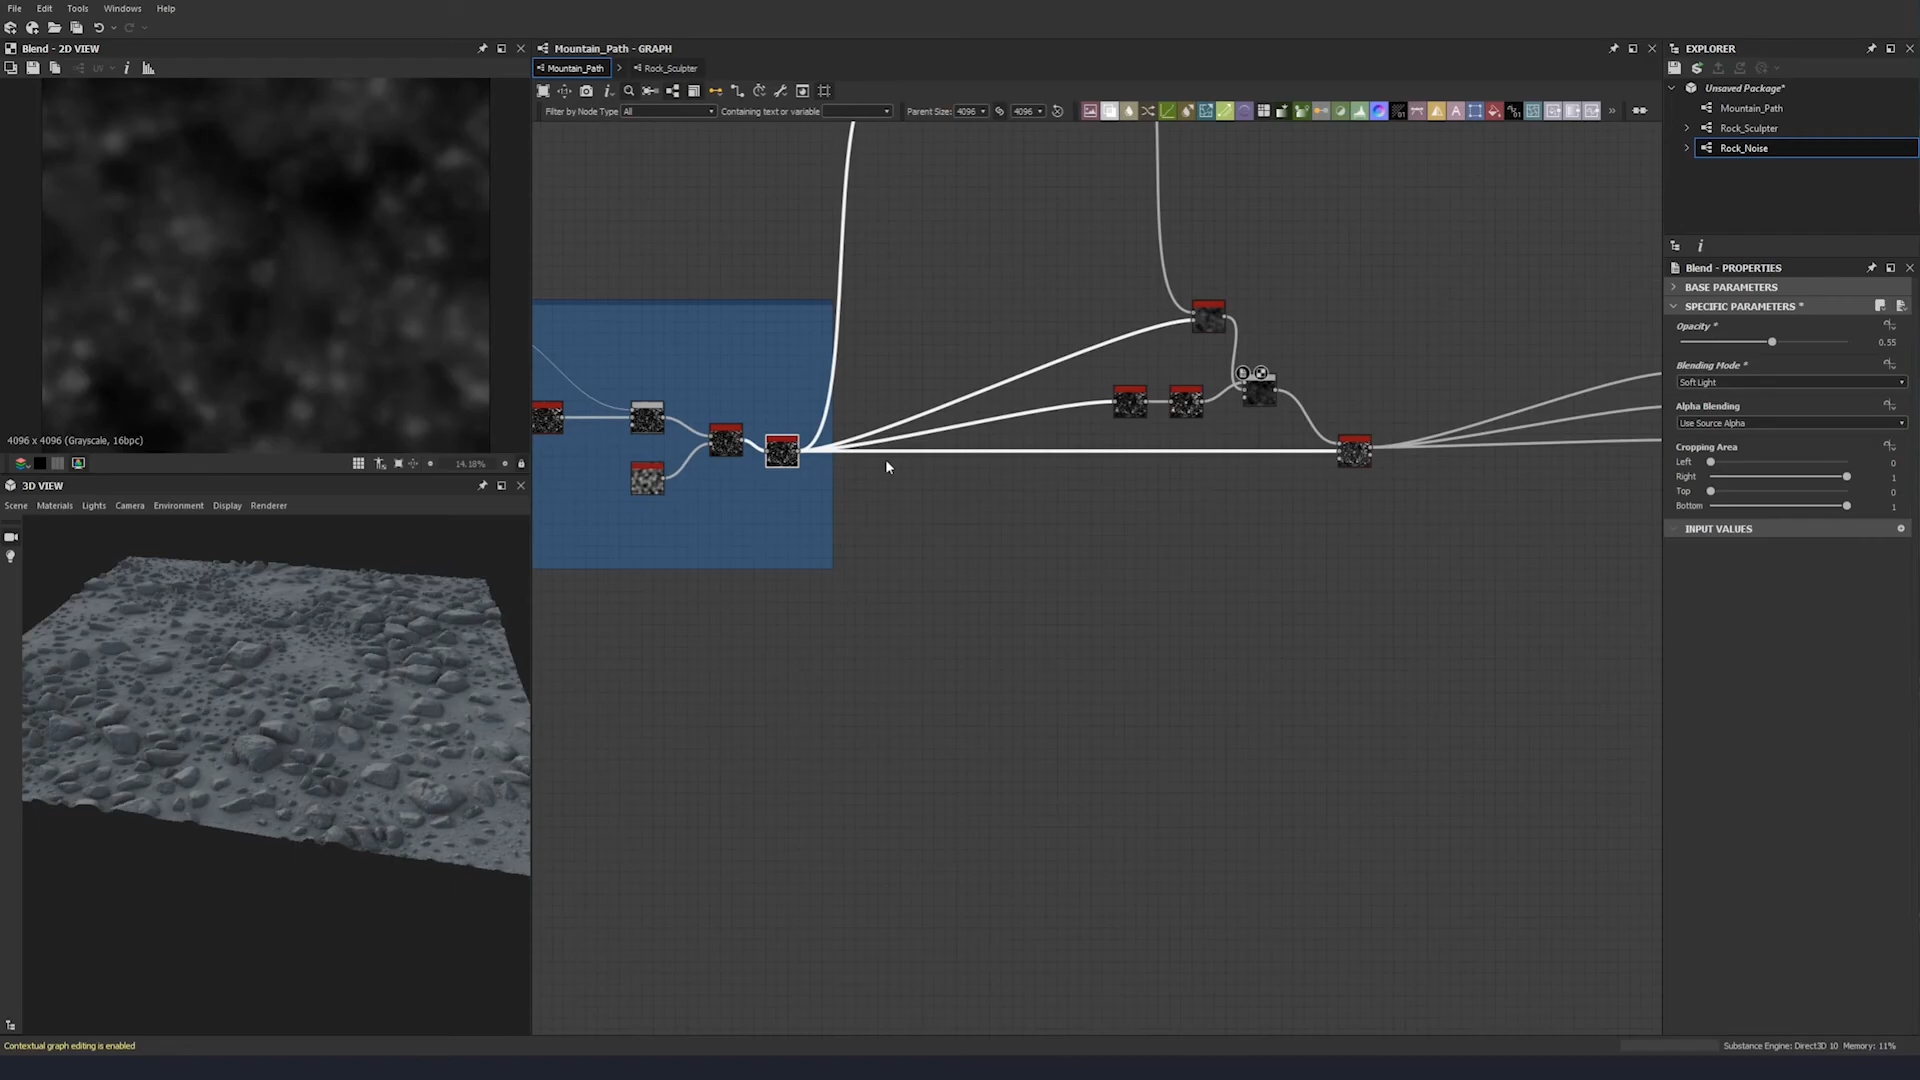 File Edit Tools Windows Help
Blend - 2D VIEW
4096 x 4096 (Grayscale, 16bpc)
14.18%
3D VIEW
Scene Materials Lights Camera Environment Display Renderer
Contextual graph editing is enabled
Mountain_Path - GRAPH
Mountain_Path > Rock_Sculpter
Filter by Node Type All Containing text or variable Parent Size: 4096 4096
EXPLORER
Unsaved Package*
Mountain_Path
Rock_Sculpter
Rock_Noise
Blend - PROPERTIES
BASE PARAMETERS
SPECIFIC PARAMETERS *
Opacity *
0.55
Blending Mode *
Soft Light
Alpha Blending
Use Source Alpha
Cropping Area
Left 0
Right 1
Top 0
Bottom 1
INPUT VALUES
Substance Engine: Direct3D 10 Memory: 11%